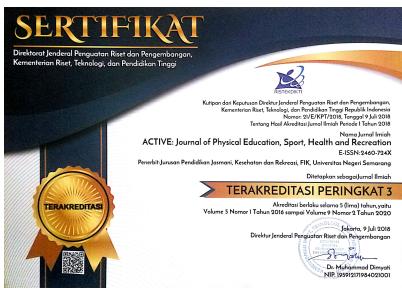 SERTIFIKAT
Direktorat Jenderal Penguatan Riset dan Pengembangan,
Kementerian Riset, Teknologi, dan Pendidikan Tinggi
RISTEKDIKTI
Kutipan dari Keputusan Direktur Jenderal Penguatan Riset dan Pengembangan,
Kementerian Riset, Teknologi, dan Pendidikan Tinggi Republik Indonesia
Nomor: 21/E/KPT/2018, Tanggal 9 Juli 2018
Tentang Hasil Akreditasi Jurnal Ilmiah Periode 1 Tahun 2018
Nama Jurnal Ilmiah
ACTIVE: Journal of Physical Education, Sport, Health and Recreation
E-ISSN: 2460-724X
Penerbit: Jurusan Pendidikan Jasmani, Kesehatan dan Rekreasi, FIK, Universitas Negeri Semarang
Ditetapkan sebagai Jurnal Ilmiah
TERAKREDITASI PERINGKAT 3
TERAKREDITASI
Akreditasi berlaku selama 5 (lima) tahun, yaitu
Volume 5 Nomor 1 Tahun 2016 sampai Volume 9 Nomor 2 Tahun 2020
Jakarta, 9 Juli 2018
Direktur Jenderal Penguatan Riset dan Pengembangan
Dr. Muhammad Dimyati
NIP. 195912171984021001